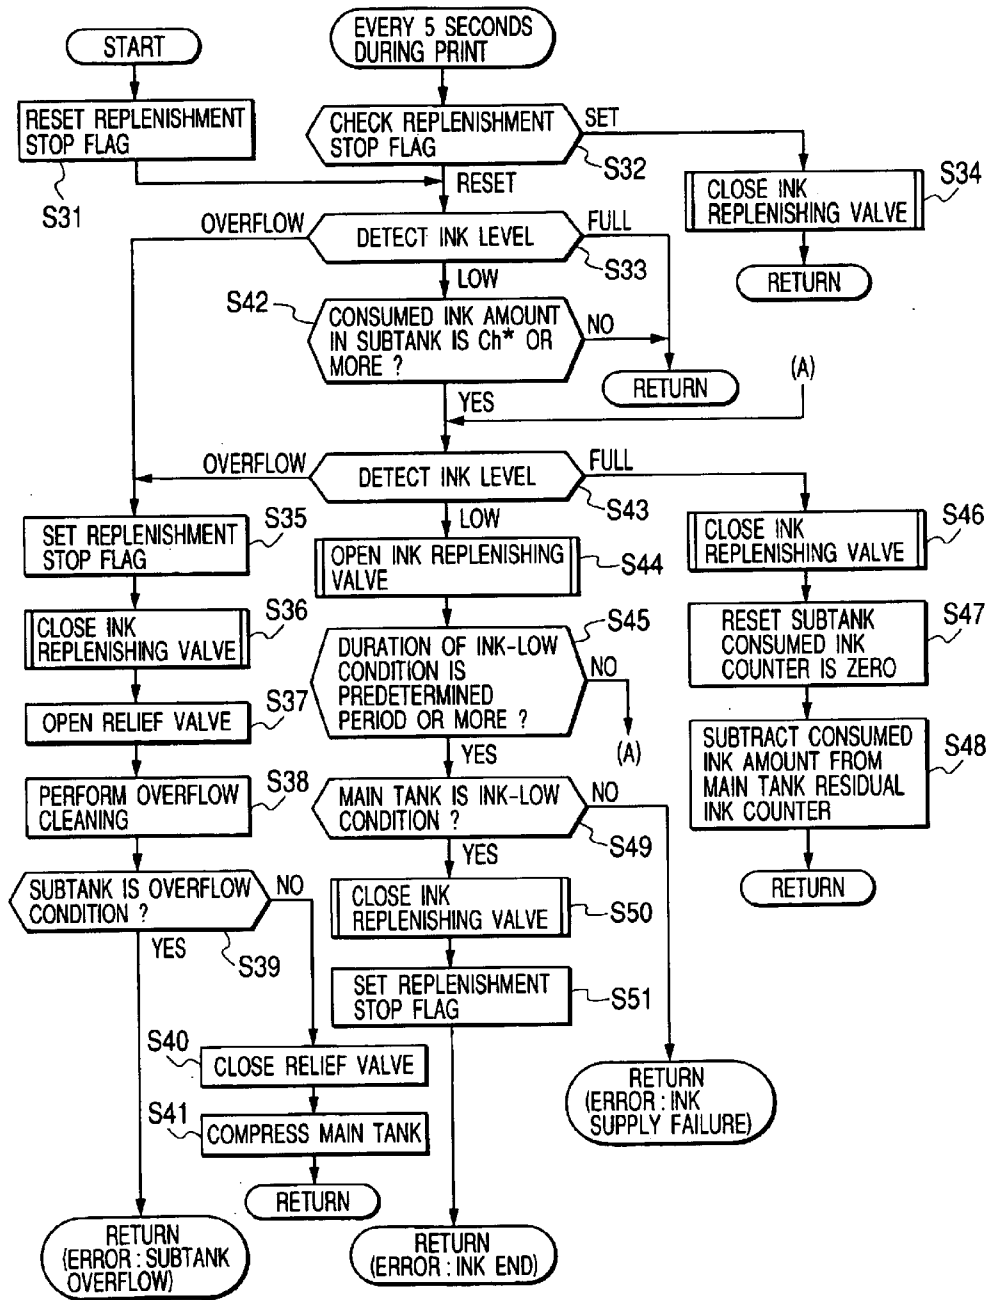 START
EVERY 5 SECONDS
DURING PRINT
RESET REPLENISHMENT
STOP FLAG
S31
CHECK REPLENISHMENT
STOP FLAG
SET
S32
RESET
CLOSE INK
REPLENISHING VALVE
S34
RETURN
OVERFLOW
DETECT INK LEVEL
FULL
S33
LOW
S42
CONSUMED INK AMOUNT
IN SUBTANK IS Ch* OR
MORE ?
NO
RETURN
(A)
YES
OVERFLOW
DETECT INK LEVEL
FULL
S43
LOW
SET REPLENISHMENT
STOP FLAG
S35
OPEN INK REPLENISHING
VALVE
S44
CLOSE INK
REPLENISHING VALVE
S46
CLOSE INK
REPLENISHING VALVE
S36
DURATION OF INK-LOW
CONDITION IS
PREDETERMINED
PERIOD OR MORE ?
S45
NO
(A)
YES
RESET SUBTANK
CONSUMED INK
COUNTER IS ZERO
S47
OPEN RELIEF VALVE
S37
SUBTRACT CONSUMED
INK AMOUNT FROM
MAIN TANK RESIDUAL
INK COUNTER
S48
RETURN
PERFORM OVERFLOW
CLEANING
S38
MAIN TANK IS INK-LOW
CONDITION ?
NO
S49
YES
SUBTANK IS OVERFLOW
CONDITION ?
NO
YES
S39
CLOSE INK
REPLENISHING VALVE
S50
SET REPLENISHMENT
STOP FLAG
S51
S40
CLOSE RELIEF VALVE
S41
COMPRESS MAIN TANK
RETURN
RETURN
(ERROR : INK
SUPPLY FAILURE)
RETURN
(ERROR : SUBTANK
OVERFLOW)
RETURN
(ERROR : INK END)